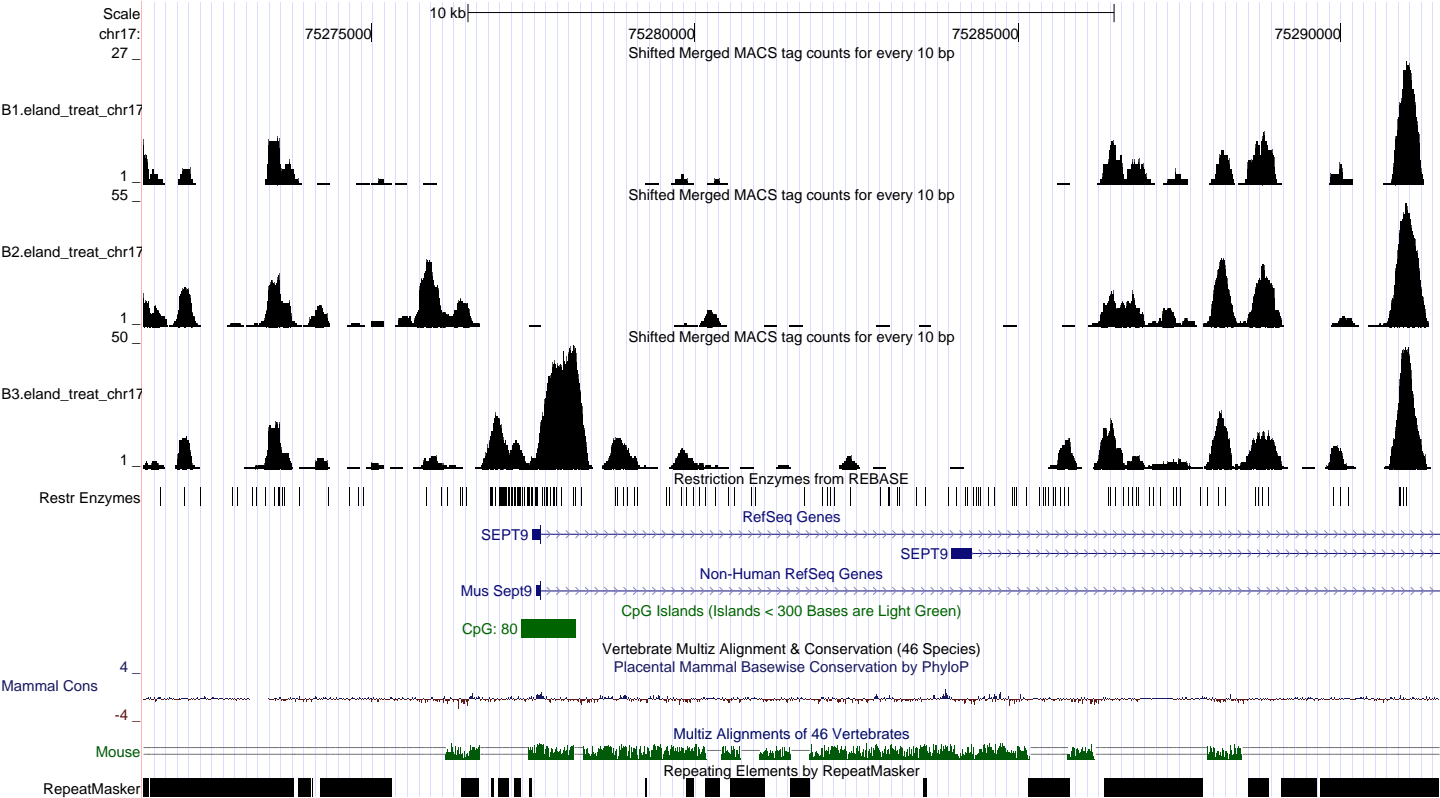 Scale 10 kb
chr17: 75275000 75280000 75285000 75290000
27 _ Shifted Merged MACS tag counts for every 10 bp
B1.eland_treat_chr17
1 _
55 _ Shifted Merged MACS tag counts for every 10 bp
B2.eland_treat_chr17
1 _
50 _ Shifted Merged MACS tag counts for every 10 bp
B3.eland_treat_chr17
1 _
Restriction Enzymes from REBASE
Restr Enzymes
RefSeq Genes
SEPT9
SEPT9
Non-Human RefSeq Genes
Mus Sept9
CpG Islands (Islands < 300 Bases are Light Green)
CpG: 80
Vertebrate Multiz Alignment & Conservation (46 Species)
4 _ Placental Mammal Basewise Conservation by PhyloP
Mammal Cons
-4 _
Multiz Alignments of 46 Vertebrates
Mouse
Repeating Elements by RepeatMasker
RepeatMasker